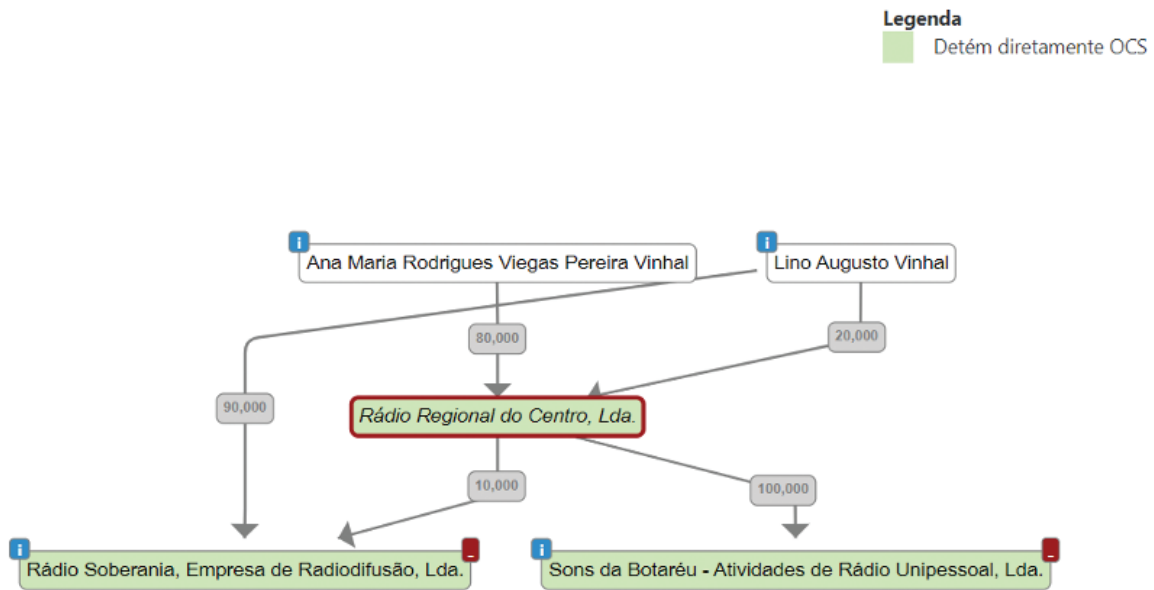 Legenda
Detém diretamente OCS
i
i
Ana Maria Rodrigues Viegas Pereira Vinhal
Lino Augusto Vinhal
80,000
20,000
90,000
Rádio Regional do Centro, Lda.
10,000
100,000
i
-
i
-
Rádio Soberania, Empresa de Radiodifusão, Lda.
Sons da Botaréu - Atividades de Rádio Unipessoal, Lda.